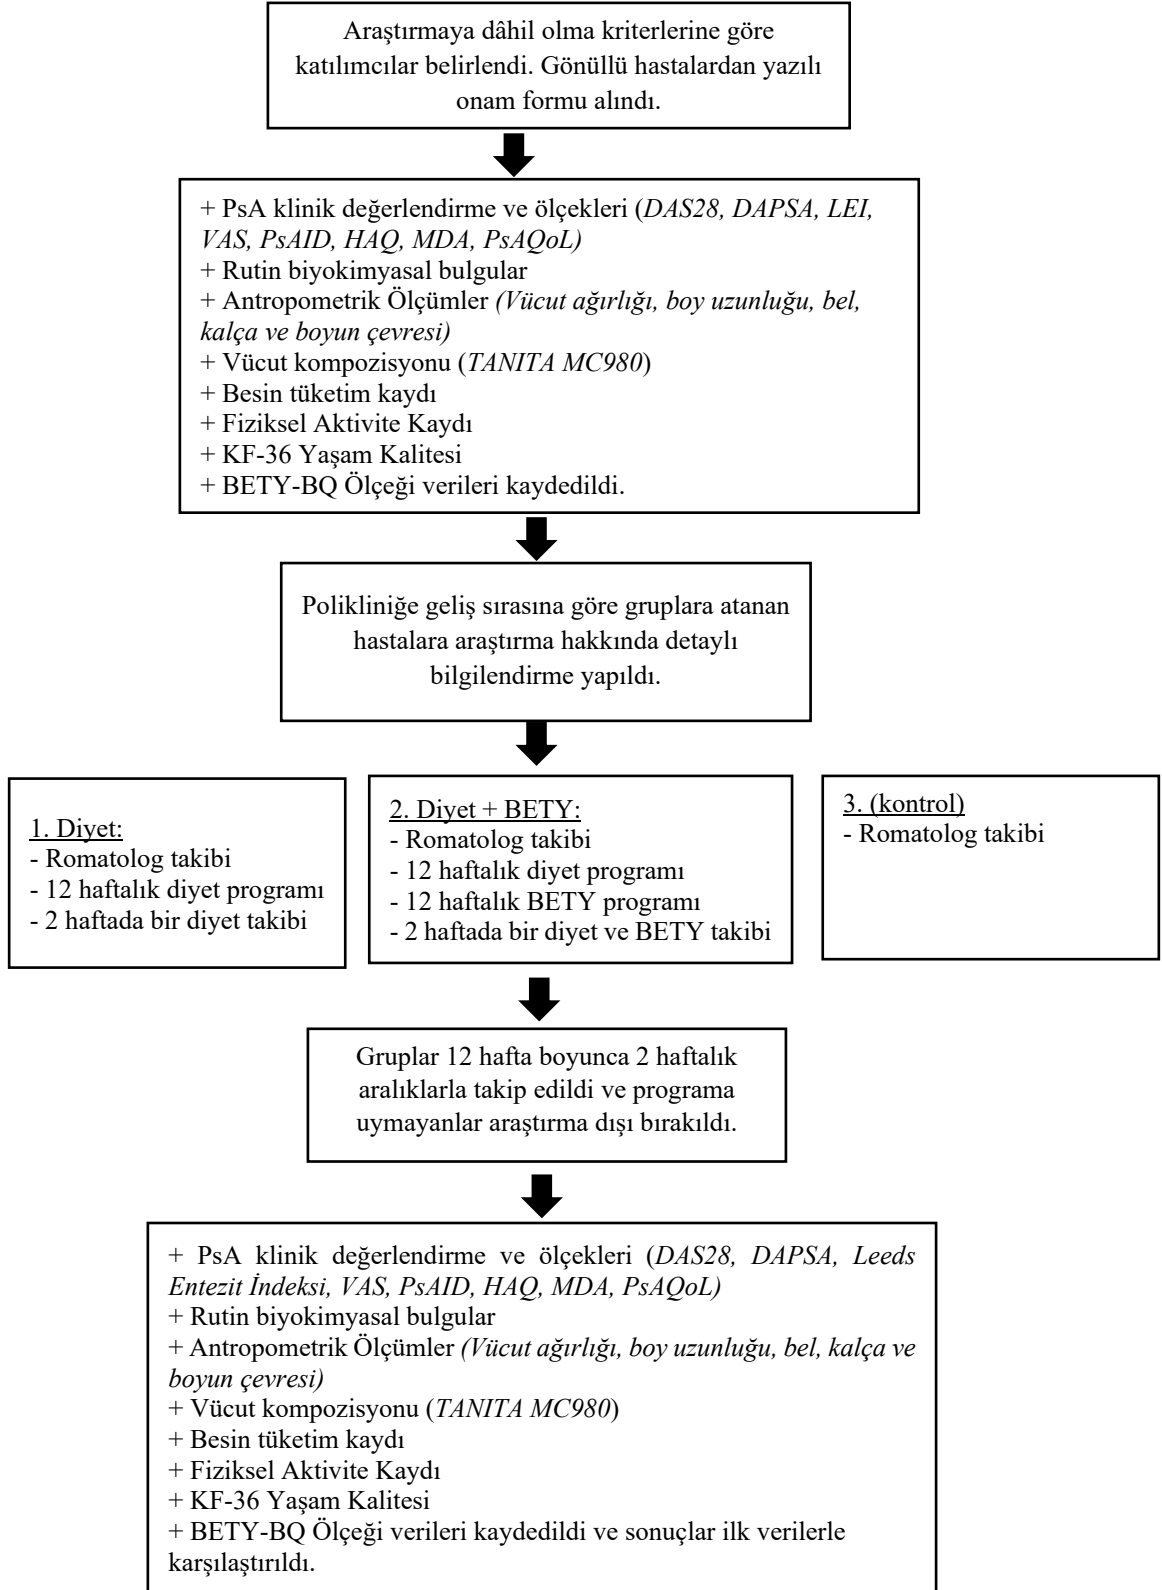 Araştırmaya dâhil olma kriterlerine göre
katılımcılar belirlendi. Gönüllü hastalardan yazılı
onam formu alındı.
+ PsA klinik değerlendirme ve ölçekleri (DAS28, DAPSA, LEI,
VAS, PsAID, HAQ, MDA, PsAQoL)
+ Rutin biyokimyasal bulgular
+ Antropometrik Ölçümler (Vücut ağırlığı, boy uzunluğu, bel,
kalça ve boyun çevresi)
+ Vücut kompozisyonu (TANITA MC980)
+ Besin tüketim kaydı
+ Fiziksel Aktivite Kaydı
+ KF-36 Yaşam Kalitesi
+ BETY-BQ Ölçeği verileri kaydedildi.
Polikliniğe geliş sırasına göre gruplara atanan
hastalara araştırma hakkında detaylı
bilgilendirme yapıldı.
1. Diyet:
- Romatolog takibi
- 12 haftalık diyet programı
- 2 haftada bir diyet takibi
2. Diyet + BETY:
- Romatolog takibi
- 12 haftalık diyet programı
- 12 haftalık BETY programı
- 2 haftada bir diyet ve BETY takibi
3. (kontrol)
- Romatolog takibi
Gruplar 12 hafta boyunca 2 haftalık
aralıklarla takip edildi ve programa
uymayanlar araştırma dışı bırakıldı.
+ PsA klinik değerlendirme ve ölçekleri (DAS28, DAPSA, Leeds
Entezit İndeksi, VAS, PsAID, HAQ, MDA, PsAQoL)
+ Rutin biyokimyasal bulgular
+ Antropometrik Ölçümler (Vücut ağırlığı, boy uzunluğu, bel, kalça ve
boyun çevresi)
+ Vücut kompozisyonu (TANITA MC980)
+ Besin tüketim kaydı
+ Fiziksel Aktivite Kaydı
+ KF-36 Yaşam Kalitesi
+ BETY-BQ Ölçeği verileri kaydedildi ve sonuçlar ilk verilerle
karşılaştırıldı.